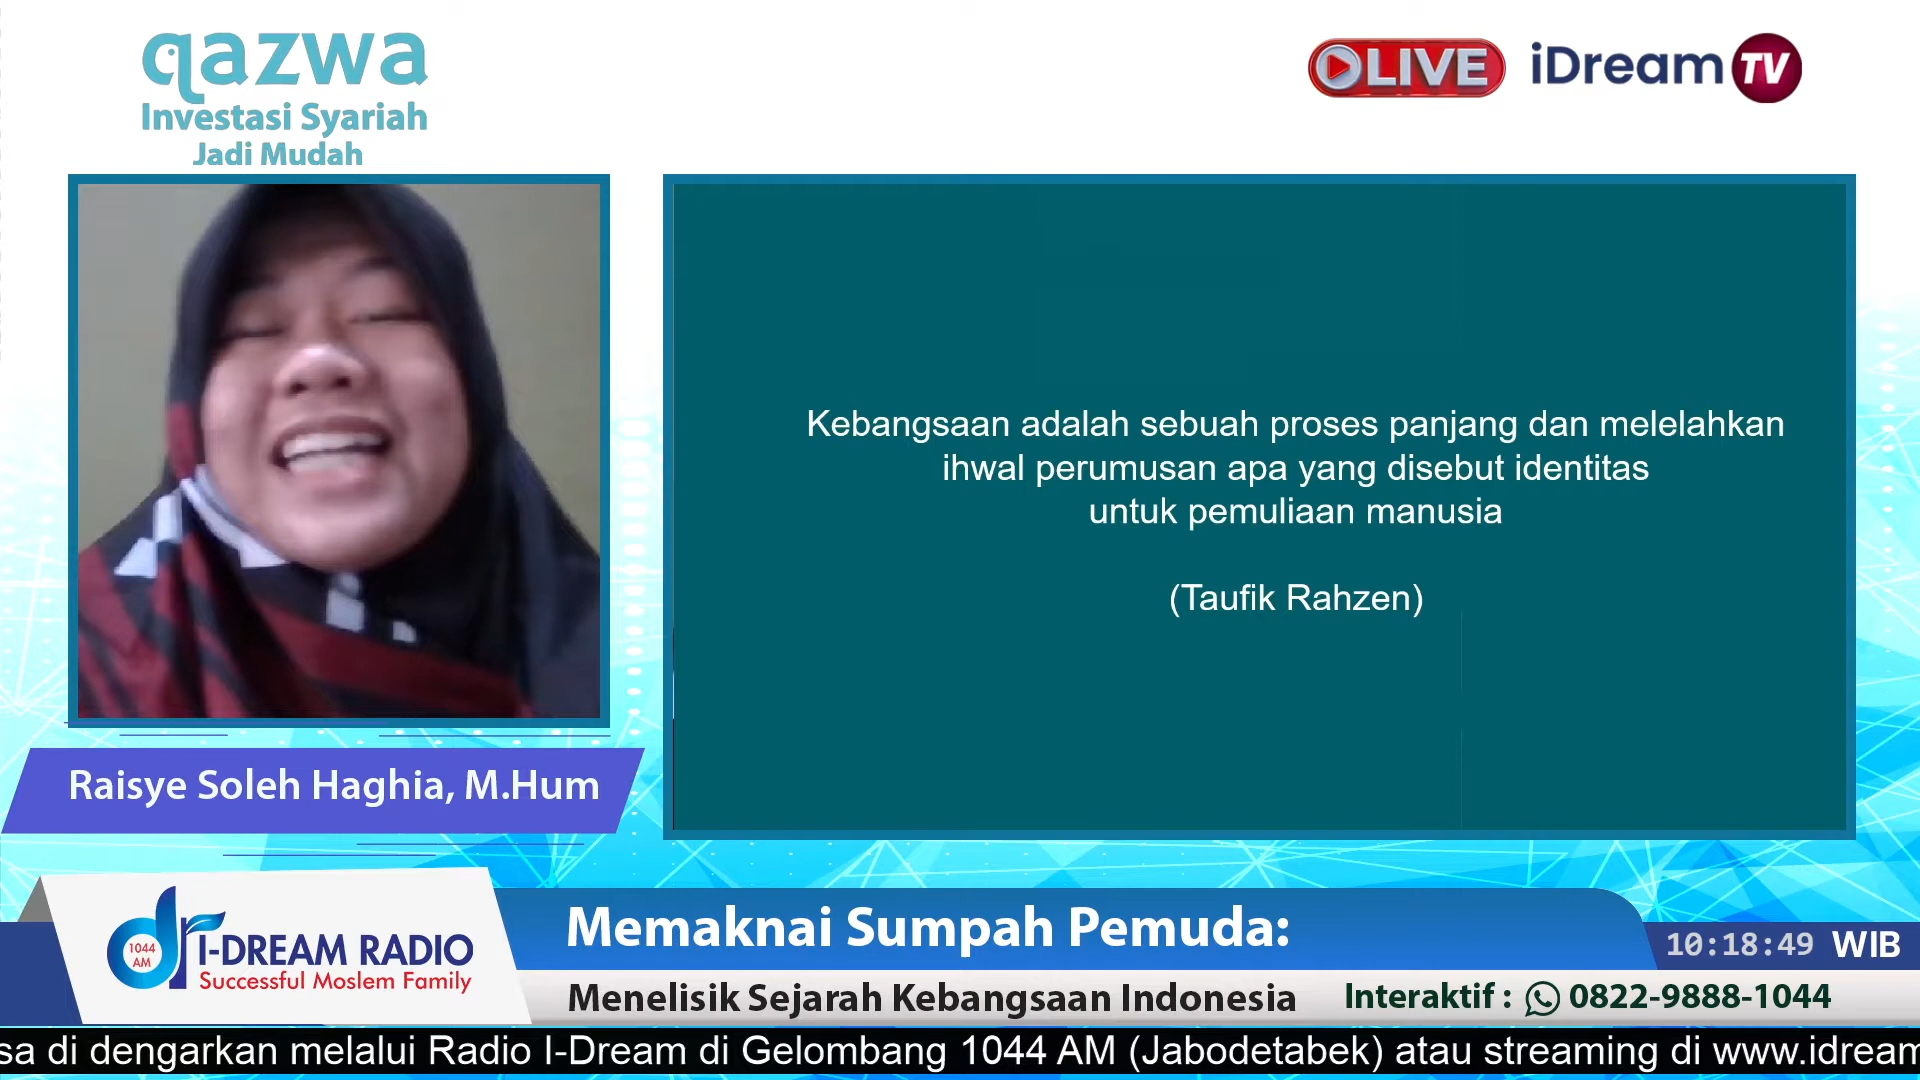 qazwa
Investasi Syariah
Jadi Mudah
LIVE
iDream TV
Kebangsaan adalah sebuah proses panjang dan melelahkan
ihwal perumusan apa yang disebut identitas
untuk pemuliaan manusia
(Taufik Rahzen)
Raisye Soleh Haghia, M.Hum
1044
AM
I-DREAM RADIO
Successful Moslem Family
Memaknai Sumpah Pemuda:
10:18:49 WIB
Menelisik Sejarah Kebangsaan Indonesia
Interaktif : 0822-9888-1044
sa di dengarkan melalui Radio I-Dream di Gelombang 1044 AM (Jabodetabek) atau streaming di www.idream